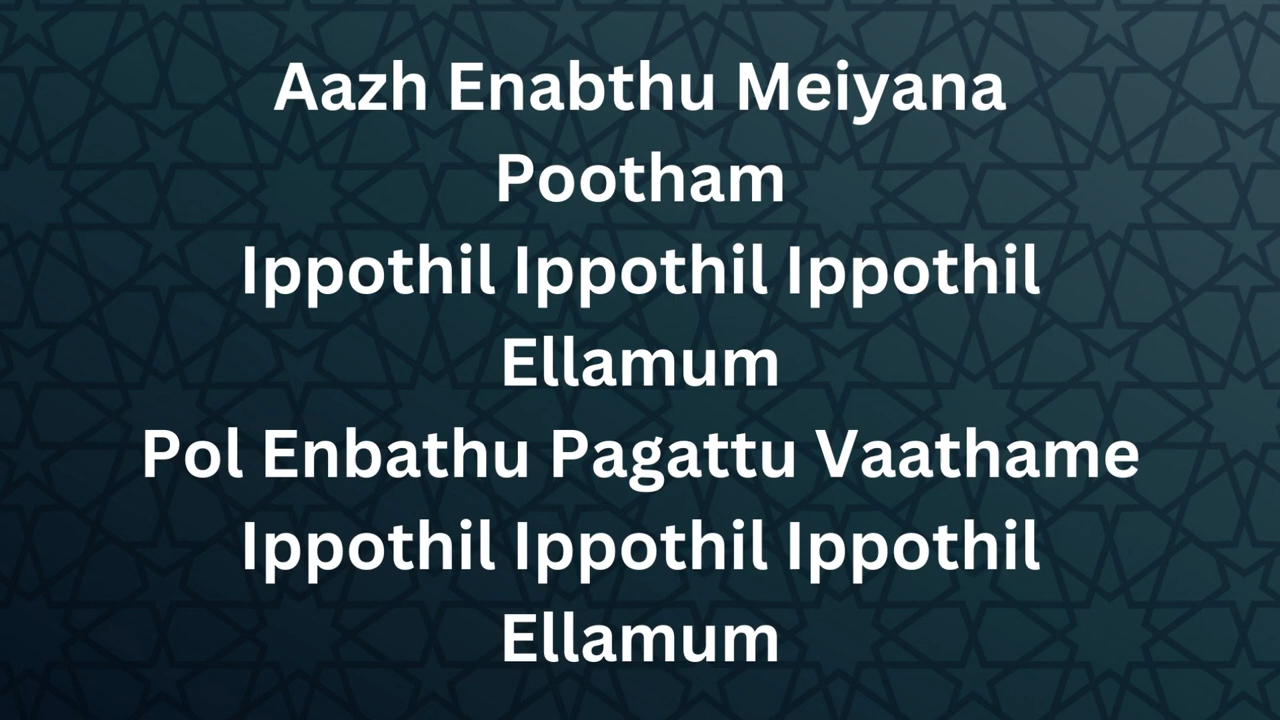 Aazh Enabthu Meiyana
Pootham
Ippothil Ippothil Ippothil
Ellamum
Pol Enbathu Pagattu Vaathame
Ippothil Ippothil Ippothil
Ellamum